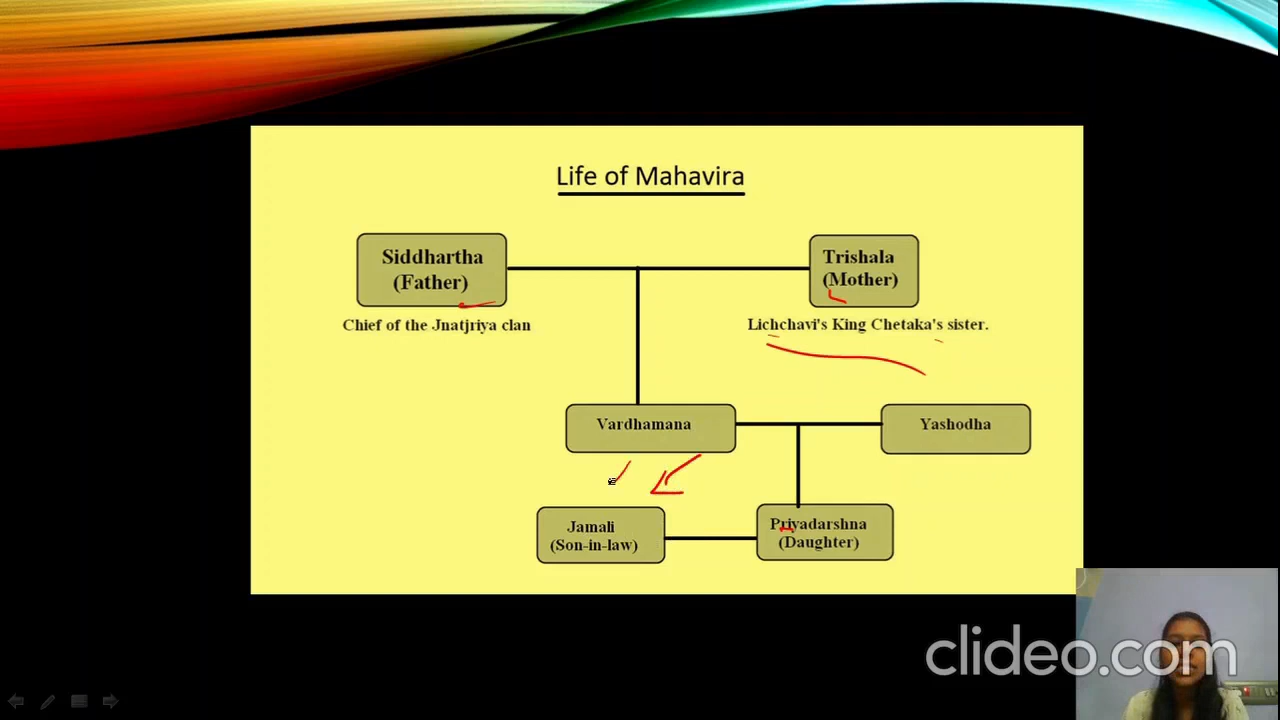 Life of Mahavira
Siddhartha
(Father)
Trishala
(Mother)
Chief of the Jnatjriya clan
Lichchavi's King Chetaka's sister.
Vardhamana
Yashodha
Jamali
(Son-in-law)
Priyadarshna
(Daughter)
clideo.com